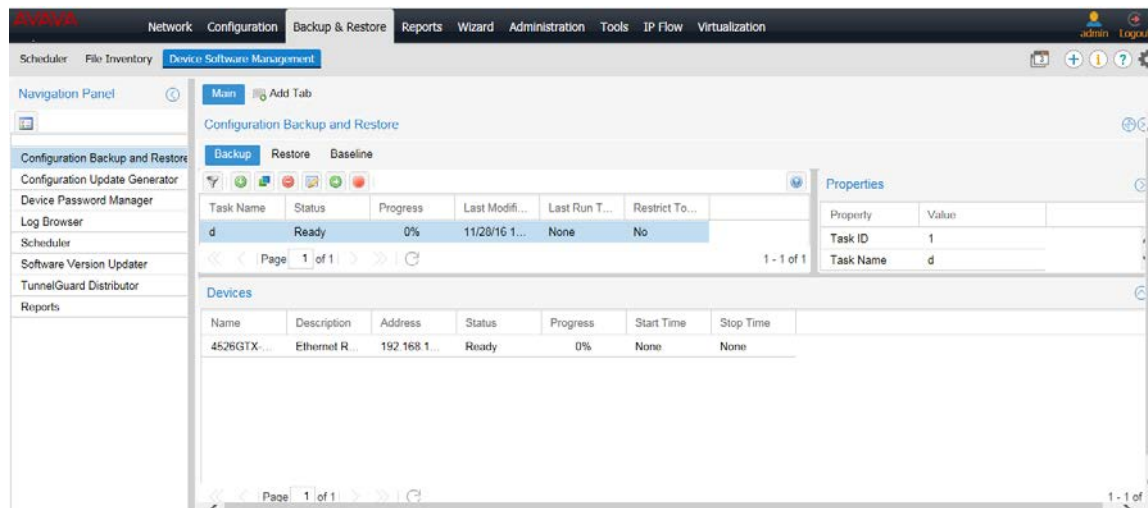 AVAYA
Network Configuration Backup & Restore Reports Wizard Administration Tools IP Flow Virtualization
admin Logou
Scheduler File Inventory Device Software Management
Navigation Panel
Main Add Tab
Configuration Backup and Restore
Configuration Backup and Restore
Configuration Update Generator
Device Password Manager
Log Browser
Scheduler
Software Version Updater
TunnelGuard Distributor
Reports
Backup Restore Baseline
Task Name Status Progress Last Modifi... Last Run T... Restrict To...
d Ready 0% 11/28/16 1... None No
Page 1 of 1
1 - 1 of 1
Properties
Property Value
Task ID 1
Task Name d
Devices
Name Description Address Status Progress Start Time Stop Time
4526GTX-... Ethernet R... 192.168.1... Ready 0% None None
Page 1 of 1
1 - 1 of